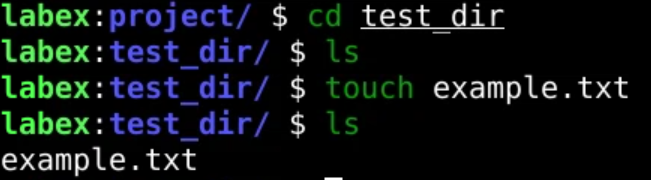 labex:project/ $ cd test_dir
labex:test_dir/ $ ls
labex:test_dir/ $ touch example.txt
labex:test_dir/ $ ls
example.txt